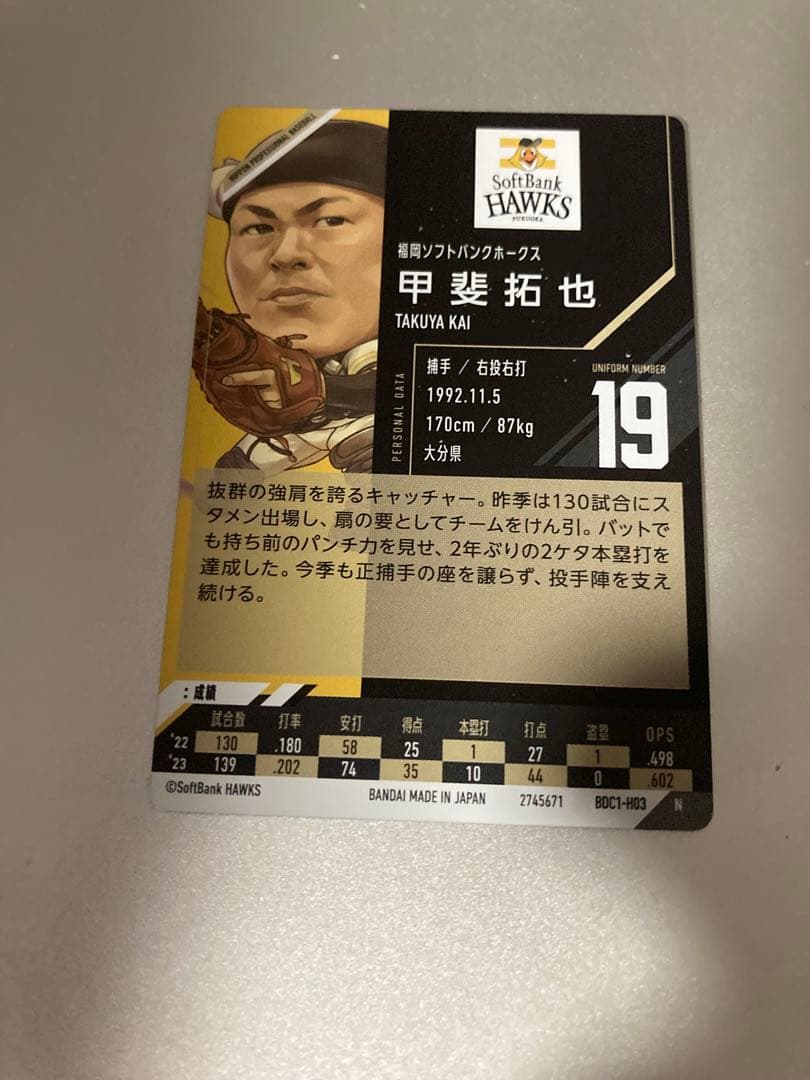 NIPPON PROFESSIONAL BASEBALL
SoftBank
HAWKS
FUKUOKA
福岡ソフトバンクホークス
甲斐拓也
TAKUYA KAI
PERSONAL DATA
捕手 / 右投右打
1992.11.5
170cm / 87kg
大分県
UNIFORM NUMBER
19
抜群の強肩を誇るキャッチャー。昨季は130試合にス
タメン出場し、扇の要としてチームをけん引。バットで
も持ち前のパンチ力を見せ、2年ぶりの2ケタ本塁打を
達成した。今季も正捕手の座を譲らず、投手陣を支え
続ける。
:成績
試合数 打率 安打 得点 本塁打 打点 盗塁 OPS
'22 130 .180 58 25 1 27 1 .498
'23 139 .202 74 35 10 44 0 .602
©SoftBank HAWKS BANDAI MADE IN JAPAN 2745671 BDC1-H03 N